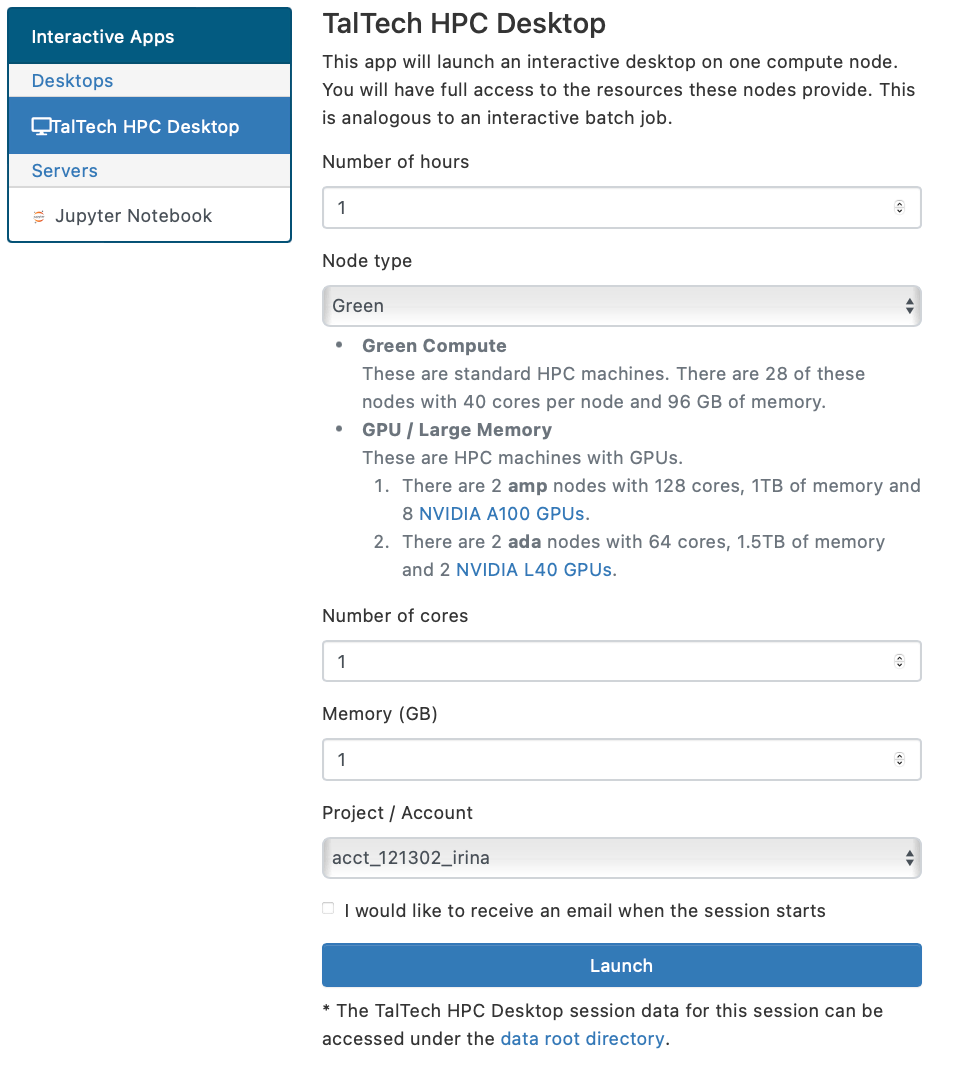 Interactive Apps
Desktops
TalTech HPC Desktop
Servers
Jupyter Notebook
TalTech HPC Desktop
This app will launch an interactive desktop on one compute node.
You will have full access to the resources these nodes provide. This
is analogous to an interactive batch job.
Number of hours
1
Node type
Green
• Green Compute
These are standard HPC machines. There are 28 of these
nodes with 40 cores per node and 96 GB of memory.
• GPU / Large Memory
These are HPC machines with GPUs.
1. There are 2 amp nodes with 128 cores, 1TB of memory and
8 NVIDIA A100 GPUs.
2. There are 2 ada nodes with 64 cores, 1.5TB of memory
and 2 NVIDIA L40 GPUs.
Number of cores
1
Memory (GB)
1
Project / Account
acct_121302_irina
I would like to receive an email when the session starts
Launch
* The TalTech HPC Desktop session data for this session can be
accessed under the data root directory.